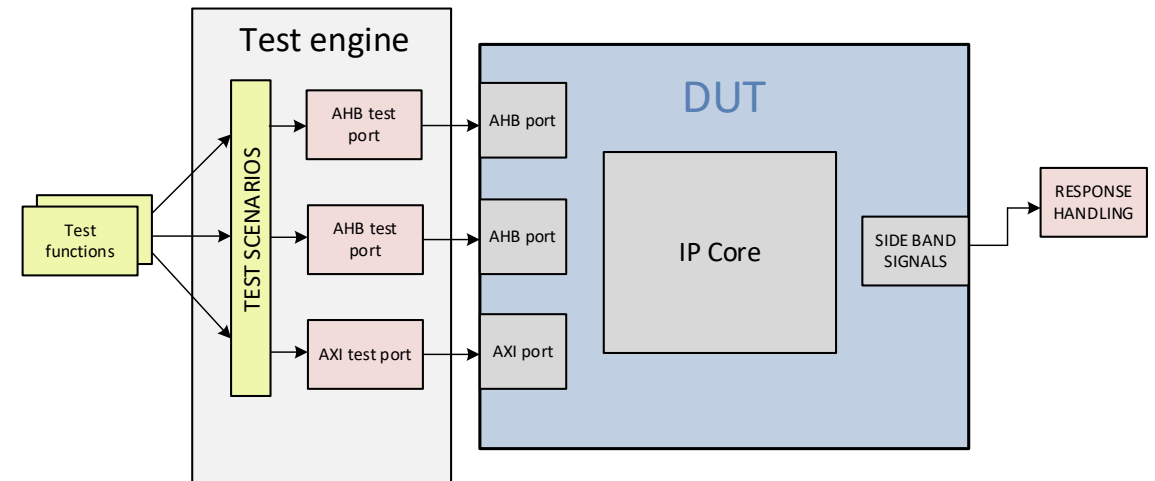 Test engine
DUT
Test
functions
TEST SCENARIOS
AHB test
port
AHB port
AHB test
port
AHB port
AXI test port
AXI port
IP Core
SIDE BAND
SIGNALS
RESPONSE
HANDLING